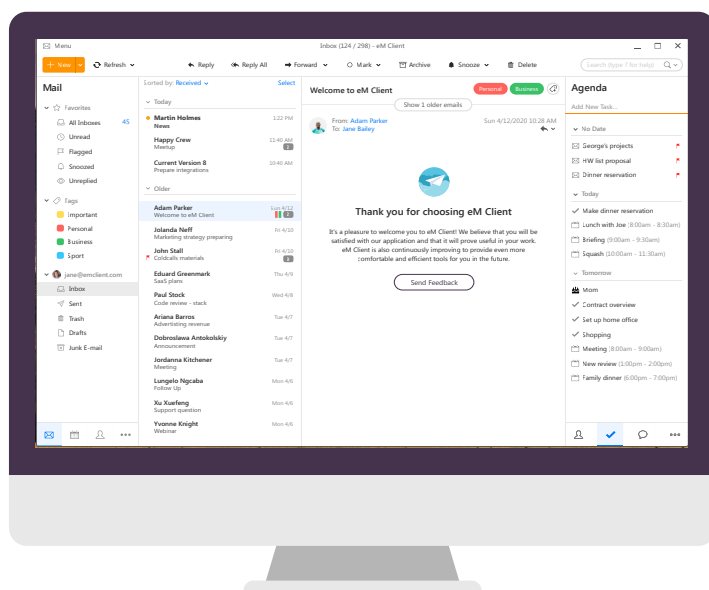 Menu
Inbox (124 / 298) - eM Client
New
Refresh
Reply
Reply All
Forward
Mark
Archive
Snooze
Delete
Search (type ? for help)
Mail
Favorites
All Inboxes 45
Unread
Flagged
Snoozed
Unreplied
Tags
Important
Personal
Business
Sport
jane@emclient.com
Inbox
Sent
Trash
Drafts
Junk E-mail
Sorted by: Received
Select
Today
Martin Holmes 1:22 PM
News
Happy Crew 11:40 AM
Meetup 2
Current Version 8 10:40 AM
Prepare integrations
Older
Adam Parker Sun 4/12
Welcome to eM Client 2
Jolanda Neff Fri 4/10
Marketing strategy preparing
John Stall Fri 4/10
Coldcalls materials
Eduard Greenmark Thu 4/9
SaaS plans
Paul Stock Wed 4/8
Code review - stack
Ariana Barros Tue 4/7
Advertisting revenue
Dobroslawa Antokolskiy Tue 4/7
Announcement
Jordanna Kitchener Tue 4/7
Meeting
Lungelo Ngcaba Mon 4/6
Follow Up
Xu Xuefeng Mon 4/6
Support question
Yvonne Knight Mon 4/6
Webinar
Welcome to eM Client
Personal
Business
Show 1 older emails
From: Adam Parker
To: Jane Bailey
Sun 4/12/2020 10:28 AM
Thank you for choosing eM Client
It's a pleasure to welcome you to eM Client! We believe that you will be
satisfied with our application and that it will prove useful in your work.
eM Client is also continuously improving to provide even more
comfortable and efficient tools for you in the future.
Send Feedback
Agenda
Add New Task...
No Date
George's projects
HW list proposal
Dinner reservation
Today
Make dinner reservation
Lunch with Joe (8:00am - 8:30am)
Briefing (9:00am - 9:30am)
Squash (10:00am - 11:30am)
Tomorrow
Mom
Contract overview
Set up home office
Shopping
Meeting (8:00am - 9:00am)
New review (1:00pm - 2:00pm)
Family dinner (6:00pm - 7:00pm)